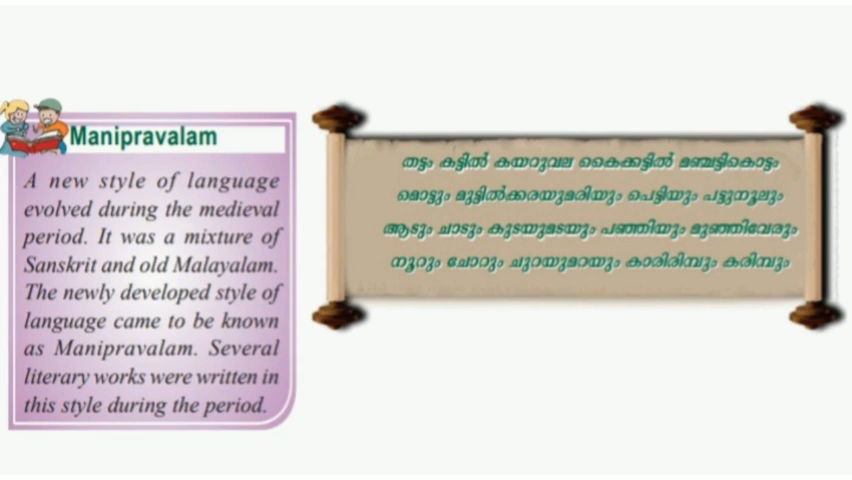 Manipravalam
A new style of language
evolved during the medieval
period. It was a mixture of
Sanskrit and old Malayalam.
The newly developed style of
language came to be known
as Manipravalam. Several
literary works were written in
this style during the period.
തട്ടം കട്ടിൽ കയറുവല കൈക്കട്ടിൽ മഞ്ചട്ടികൊട്ടം
മൊട്ടും മുട്ടിൽക്കരയുമരിയും പെട്ടിയും പട്ടുനൂലും
ആടും ചാടും കുടയുമടയും പഞ്ഞിയും മുഞ്ഞിവേരും
നൂറും ചോറും ചുറയുമറയും കാരിരിമ്പും കരിമ്പും